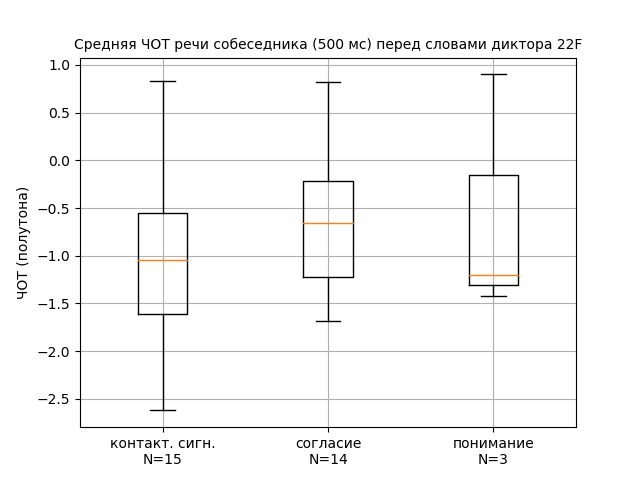 Средняя ЧОТ речи собеседника (500 мс) перед словами диктора 22F
ЧОТ (полутона)
1.0
0.5
0.0
−0.5
−1.0
−1.5
−2.0
−2.5
контакт. сигн.
N=15
согласие
N=14
понимание
N=3